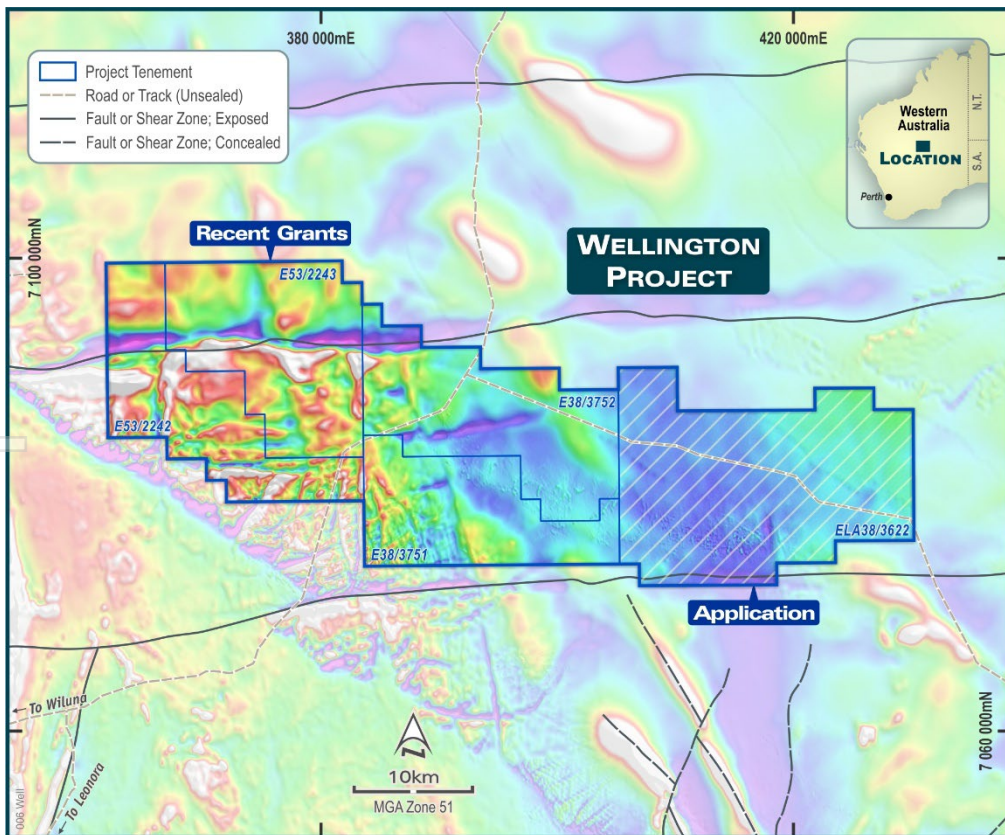 380 000mE
420 000mE
Project Tenement
Road or Track (Unsealed)
Fault or Shear Zone; Exposed
Fault or Shear Zone; Concealed
Western
Australia
LOCATION
N.T.
S.A.
Perth
7 100 000mN
Recent Grants
WELLINGTON
PROJECT
E53/2243
E38/3752
E53/2242
E38/3751
ELA38/3622
Application
To Wiluna
To Leonora
N
10km
MGA Zone 51
7 060 000mN
006.Well